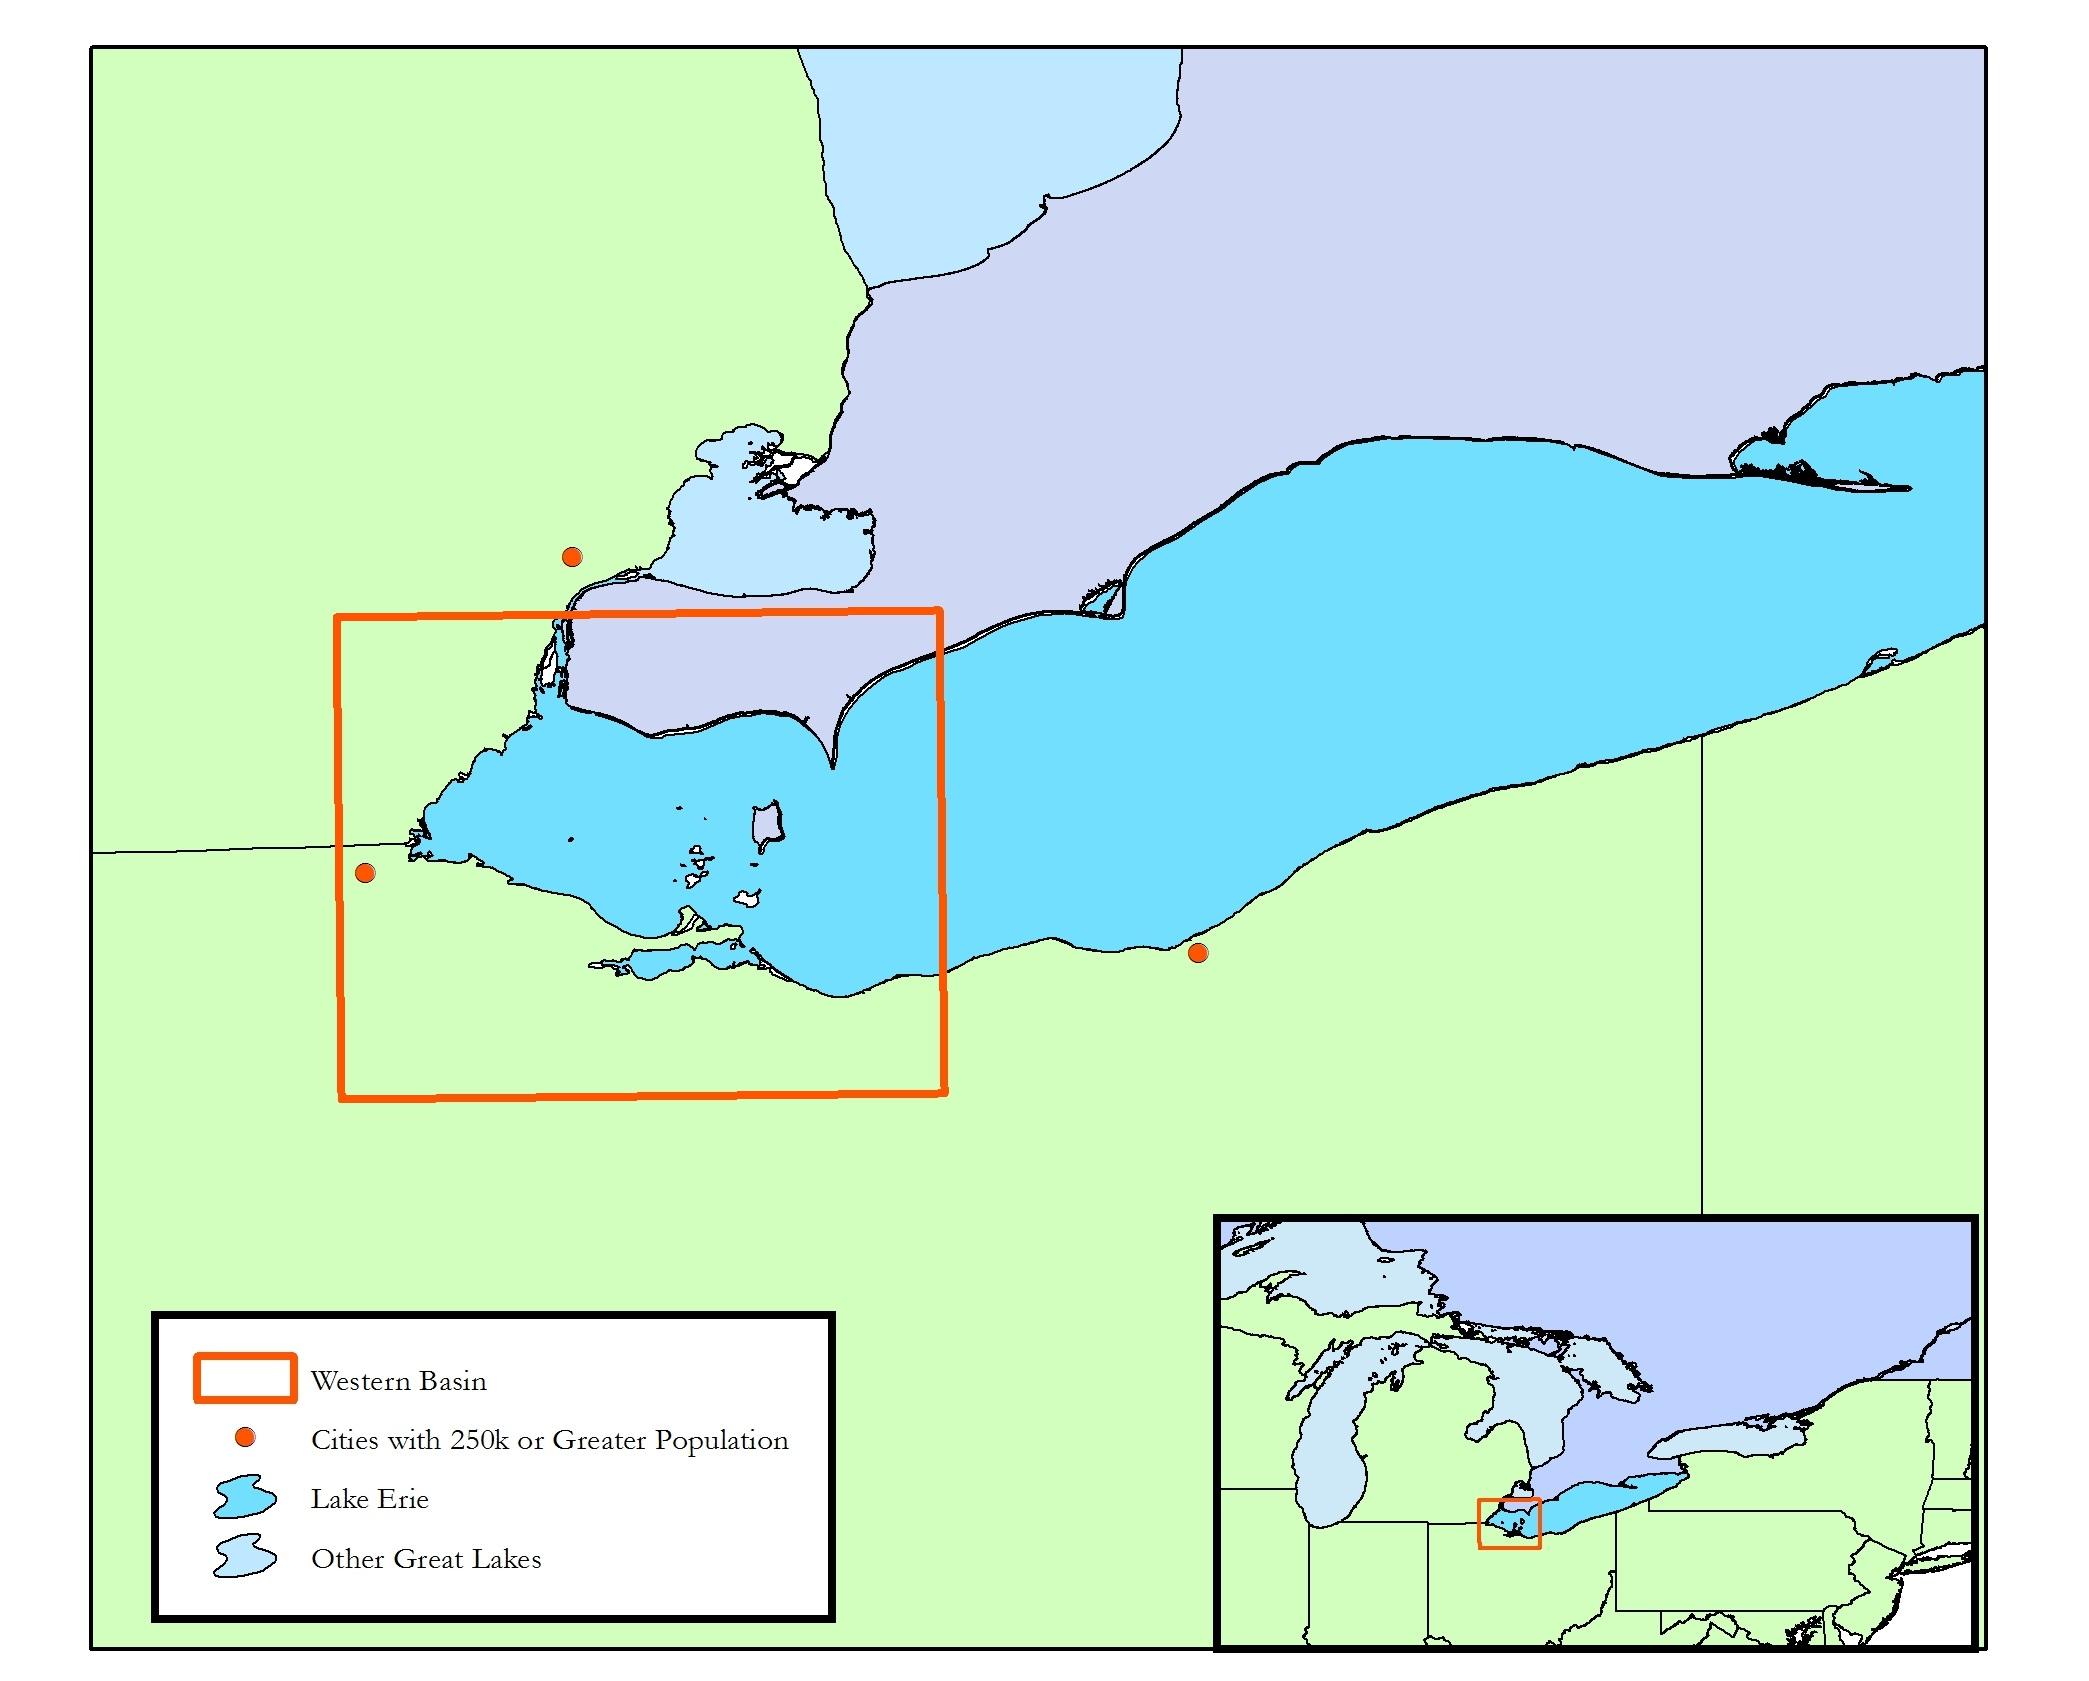 Western Basin
Cities with 250k or Greater Population
Lake Erie
Other Great Lakes